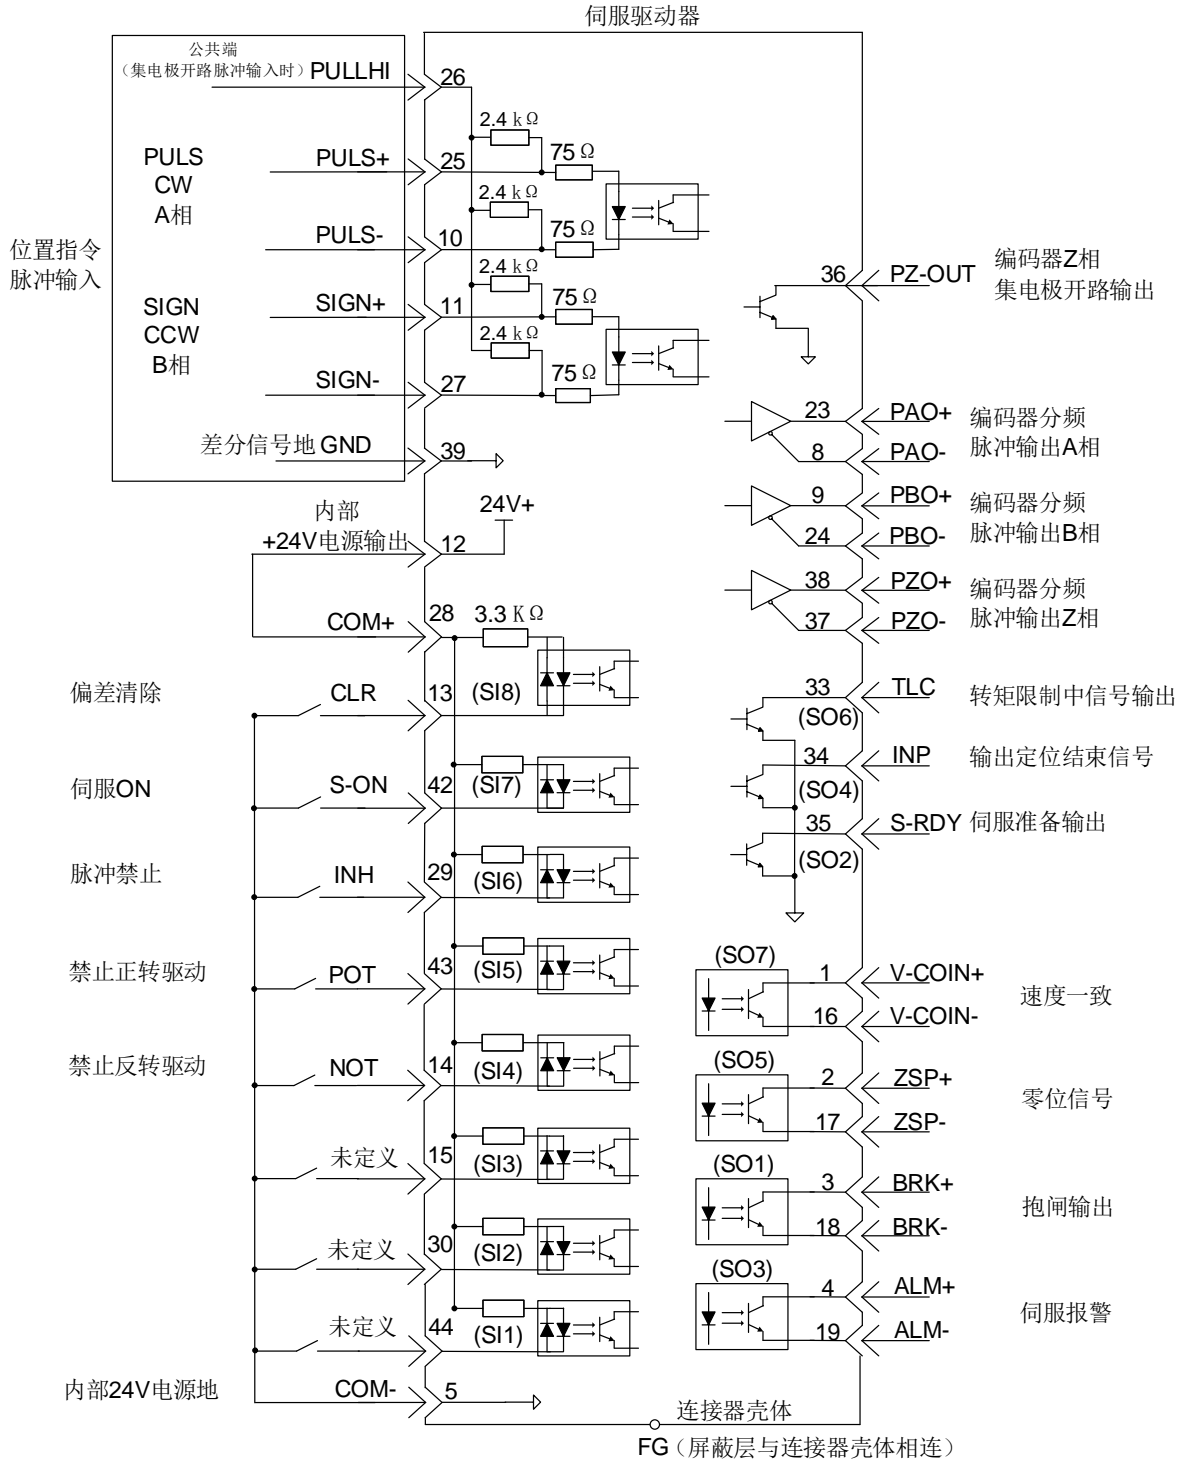 伺服驱动器
公共端
（集电极开路脉冲输入时） PULLHI
26
2.4 kΩ
PULS
CW
A相
PULS+
25
75 Ω
2.4 kΩ
PULS-
10
75 Ω
位置指令
脉冲输入
2.4 kΩ
SIGN
CCW
B相
SIGN+
11
75 Ω
2.4 kΩ
SIGN-
27
75 Ω
差分信号地 GND
39
内部
+24V电源输出
12
24V+
COM+
28
3.3 KΩ
偏差清除
CLR
13
(SI8)
伺服ON
S-ON
42
(SI7)
脉冲禁止
INH
29
(SI6)
禁止正转驱动
POT
43
(SI5)
禁止反转驱动
NOT
14
(SI4)
未定义
15
(SI3)
未定义
30
(SI2)
未定义
44
(SI1)
内部24V电源地
COM-
5
36
PZ-OUT
编码器Z相
集电极开路输出
23
PAO+
8
PAO-
编码器分频
脉冲输出A相
9
PBO+
24
PBO-
编码器分频
脉冲输出B相
38
PZO+
37
PZO-
编码器分频
脉冲输出Z相
33
TLC
(SO6)
转矩限制中信号输出
34
INP
(SO4)
输出定位结束信号
35
S-RDY 伺服准备输出
(SO2)
(SO7)
1
V-COIN+
16
V-COIN-
速度一致
(SO5)
2
ZSP+
17
ZSP-
零位信号
(SO1)
3
BRK+
18
BRK-
抱闸输出
(SO3)
4
ALM+
19
ALM-
伺服报警
连接器壳体
FG（屏蔽层与连接器壳体相连）